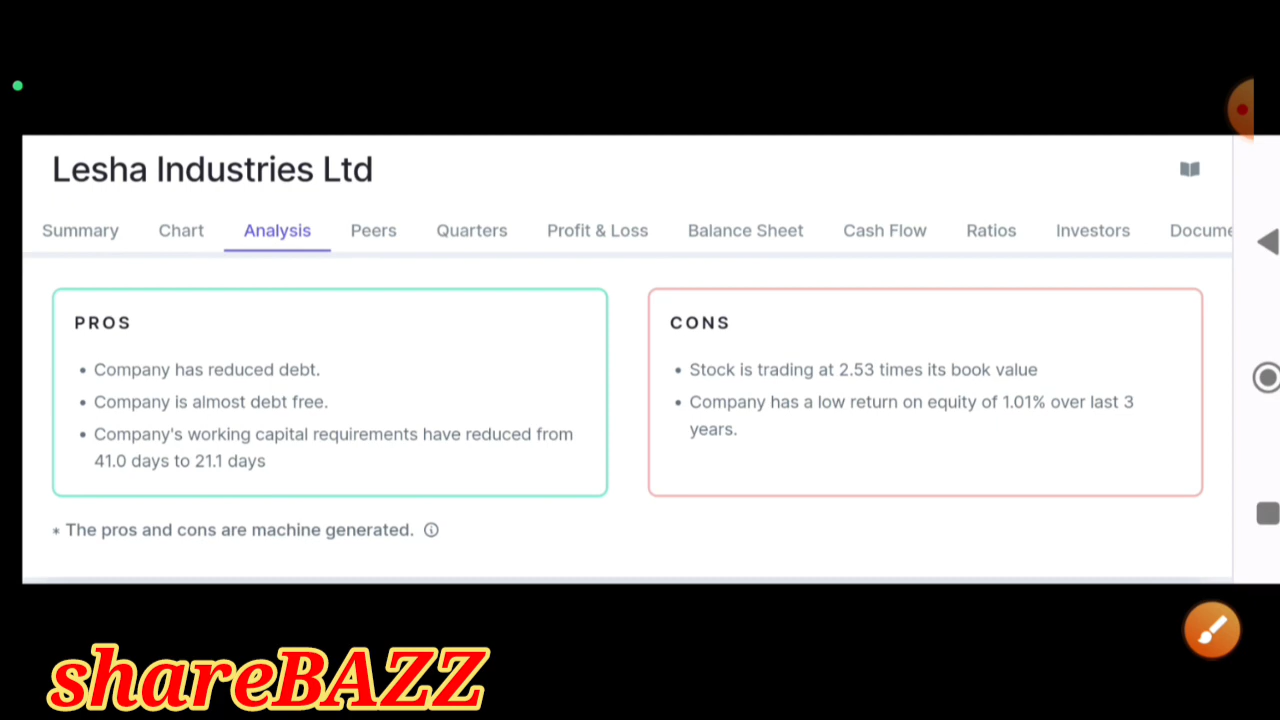 Lesha Industries Ltd
Summary Chart Analysis Peers Quarters Profit & Loss Balance Sheet Cash Flow Ratios Investors Docume
PROS
• Company has reduced debt.
• Company is almost debt free.
• Company's working capital requirements have reduced from
41.0 days to 21.1 days
CONS
• Stock is trading at 2.53 times its book value
• Company has a low return on equity of 1.01% over last 3
years.
* The pros and cons are machine generated.
shareBAZZ